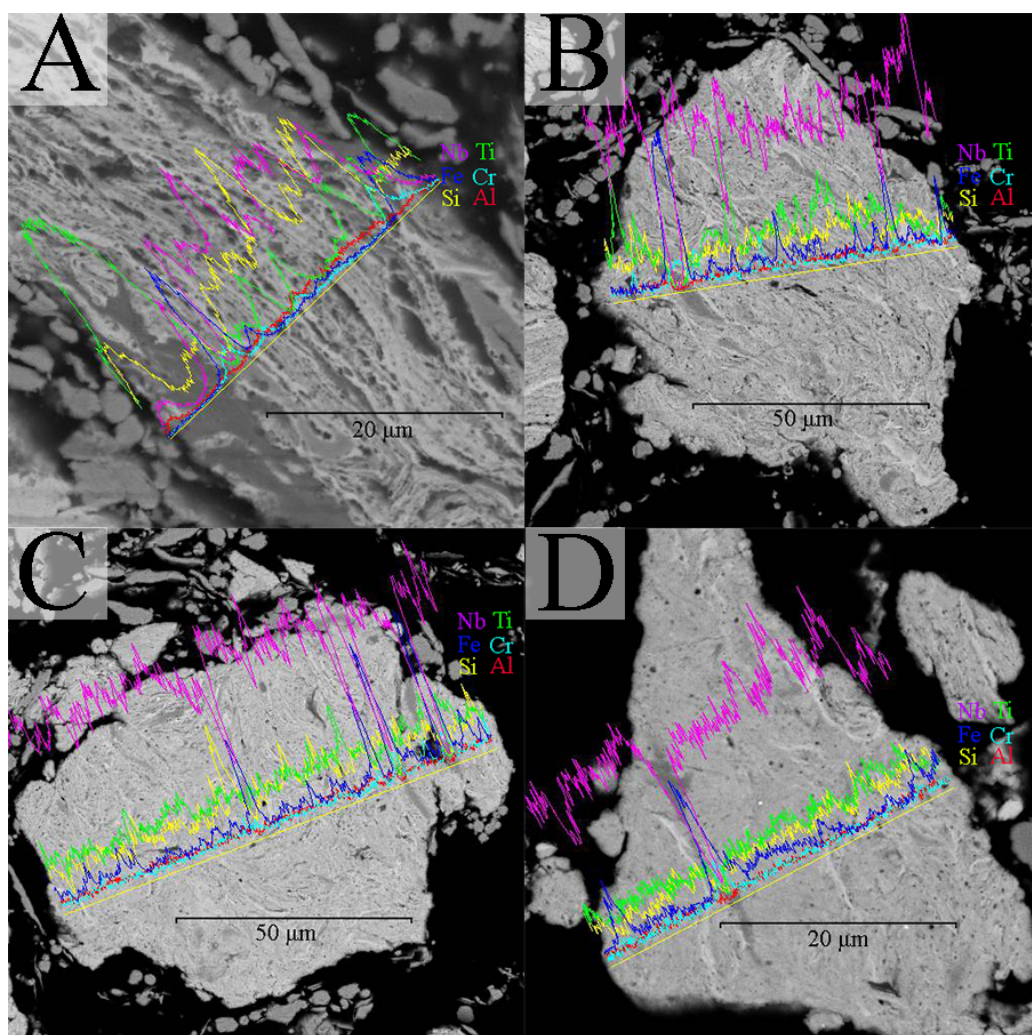 A
Nb Ti
Fe Cr
Si Al
20 µm
B
Nb Ti
Fe Cr
Si Al
50 µm
C
Nb Ti
Fe Cr
Si Al
50 µm
D
Nb Ti
Fe Cr
Si Al
20 µm